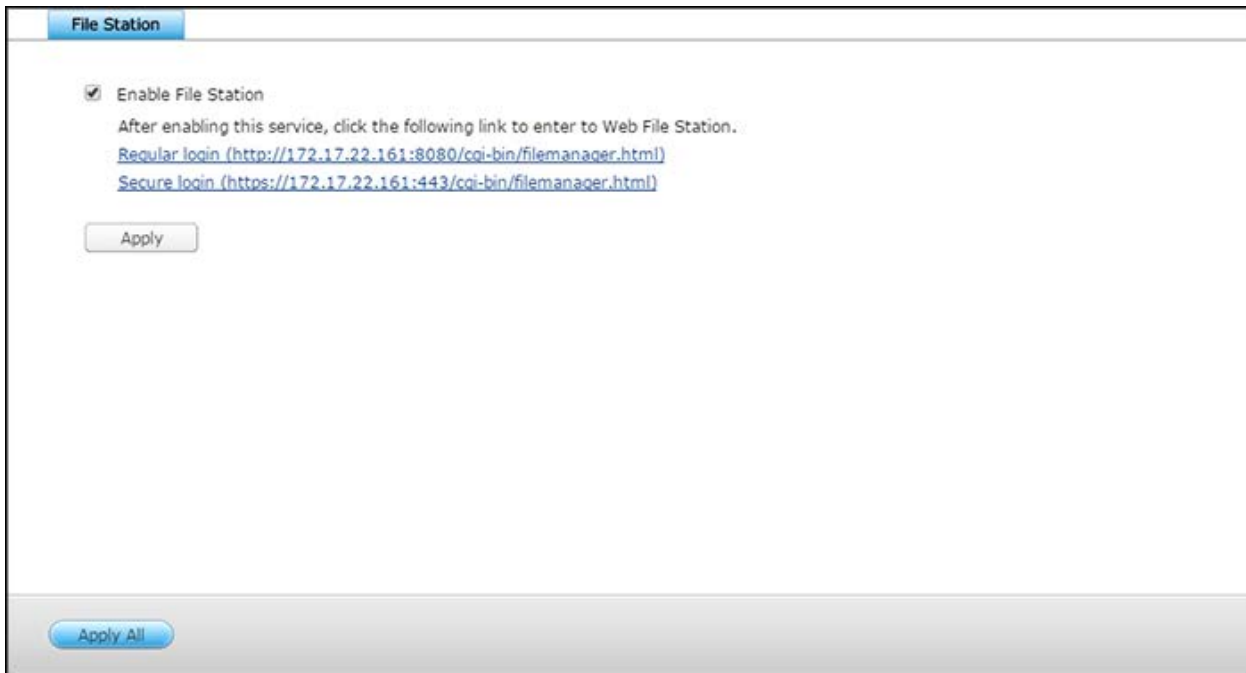 File Station
Enable File Station
After enabling this service, click the following link to enter to Web File Station.
Regular login (http://172.17.22.161:8080/cgi-bin/filemanager.html)
Secure login (https://172.17.22.161:443/cgi-bin/filemanager.html)
Apply
Apply All